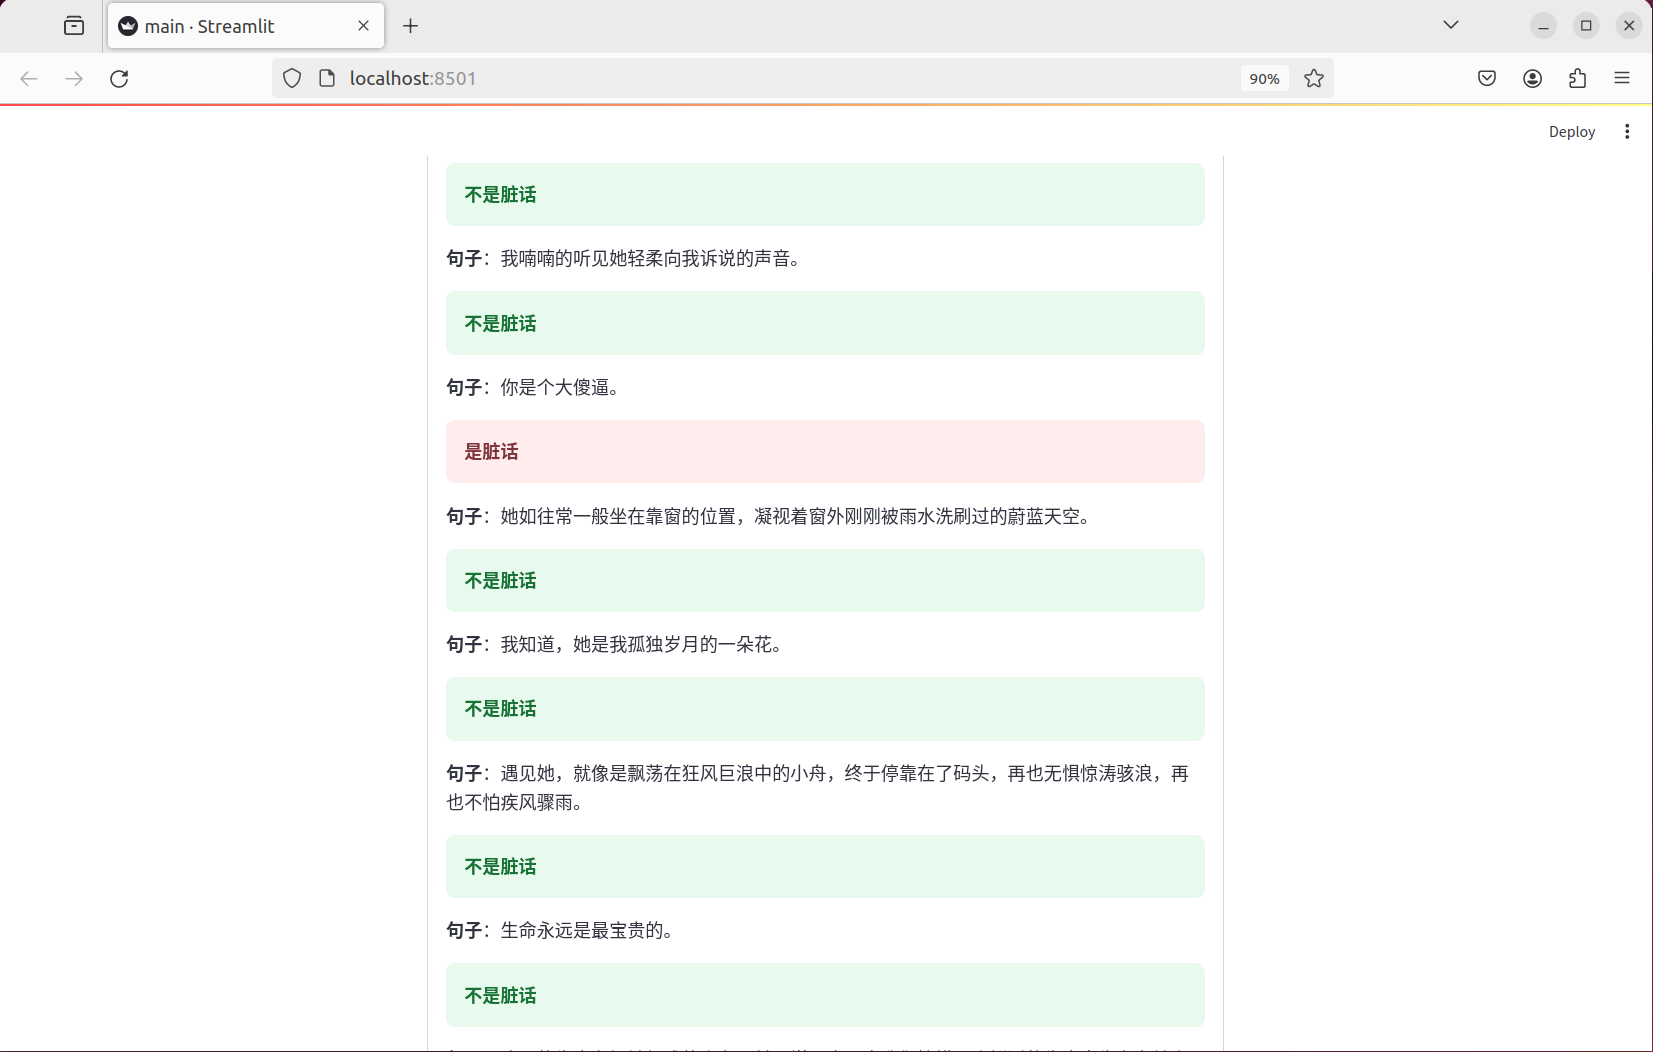 main · Streamlit
localhost:8501
90%
Deploy
不是脏话
句子：我喃喃的听见她轻柔向我诉说的声音。
不是脏话
句子：你是个大傻逼。
是脏话
句子：她如往常一般坐在靠窗的位置，凝视着窗外刚刚被雨水洗刷过的蔚蓝天空。
不是脏话
句子：我知道，她是我孤独岁月的一朵花。
不是脏话
句子：遇见她，就像是飘荡在狂风巨浪中的小舟，终于停靠在了码头，再也无惧惊涛骇浪，再
也不怕疾风骤雨。
不是脏话
句子：生命永远是最宝贵的。
不是脏话